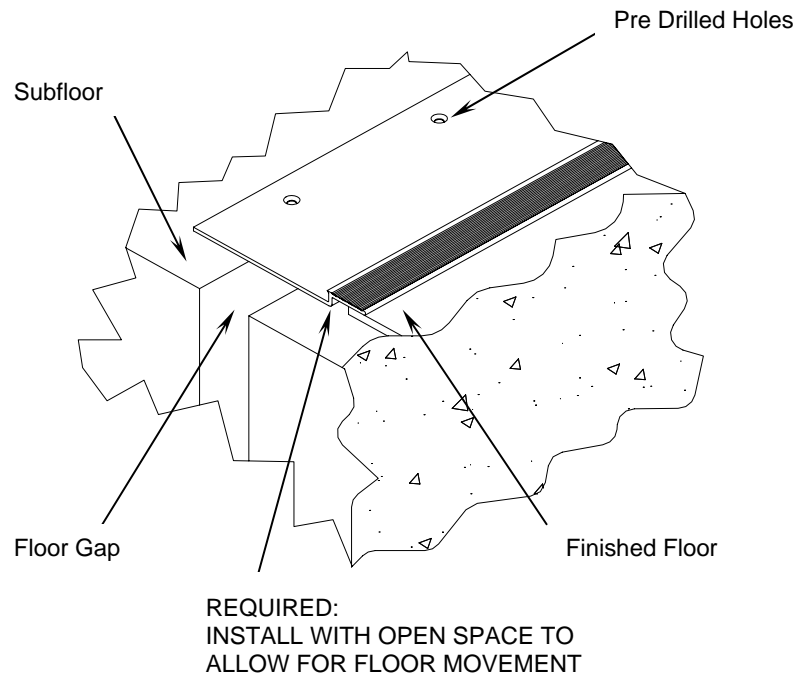 Pre Drilled Holes
Subfloor
Floor Gap
Finished Floor
REQUIRED:
INSTALL WITH OPEN SPACE TO
ALLOW FOR FLOOR MOVEMENT